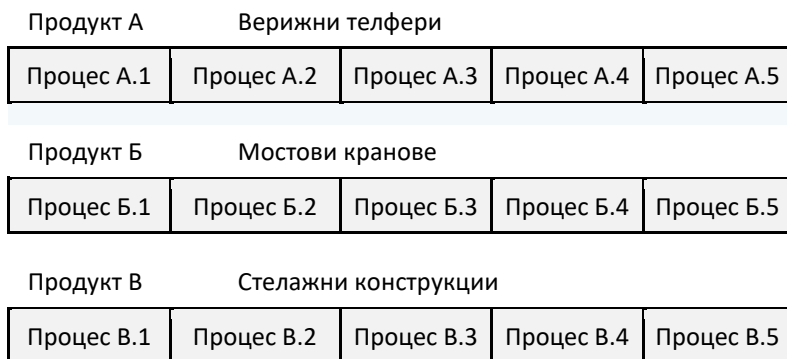 Продукт А Верижни телфери
Процес А.1 Процес А.2 Процес А.3 Процес А.4 Процес А.5
Продукт Б Мостови кранове
Процес Б.1 Процес Б.2 Процес Б.3 Процес Б.4 Процес Б.5
Продукт В Стелажни конструкции
Процес В.1 Процес В.2 Процес В.3 Процес В.4 Процес В.5